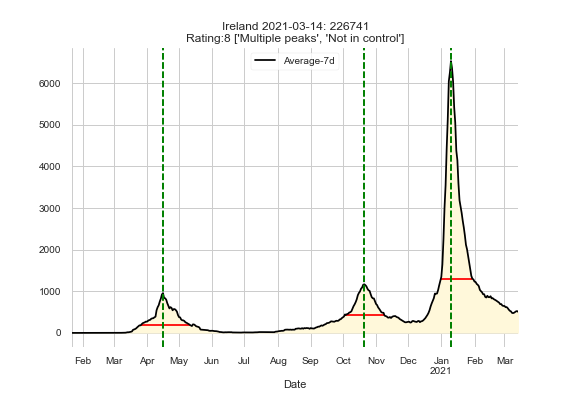 Ireland 2021-03-14: 226741
Rating:8 ['Multiple peaks', 'Not in control']
Average-7d
6000
5000
4000
3000
2000
1000
0
Feb Mar Apr May Jun Jul Aug Sep Oct Nov Dec Jan Feb Mar
2021
Date